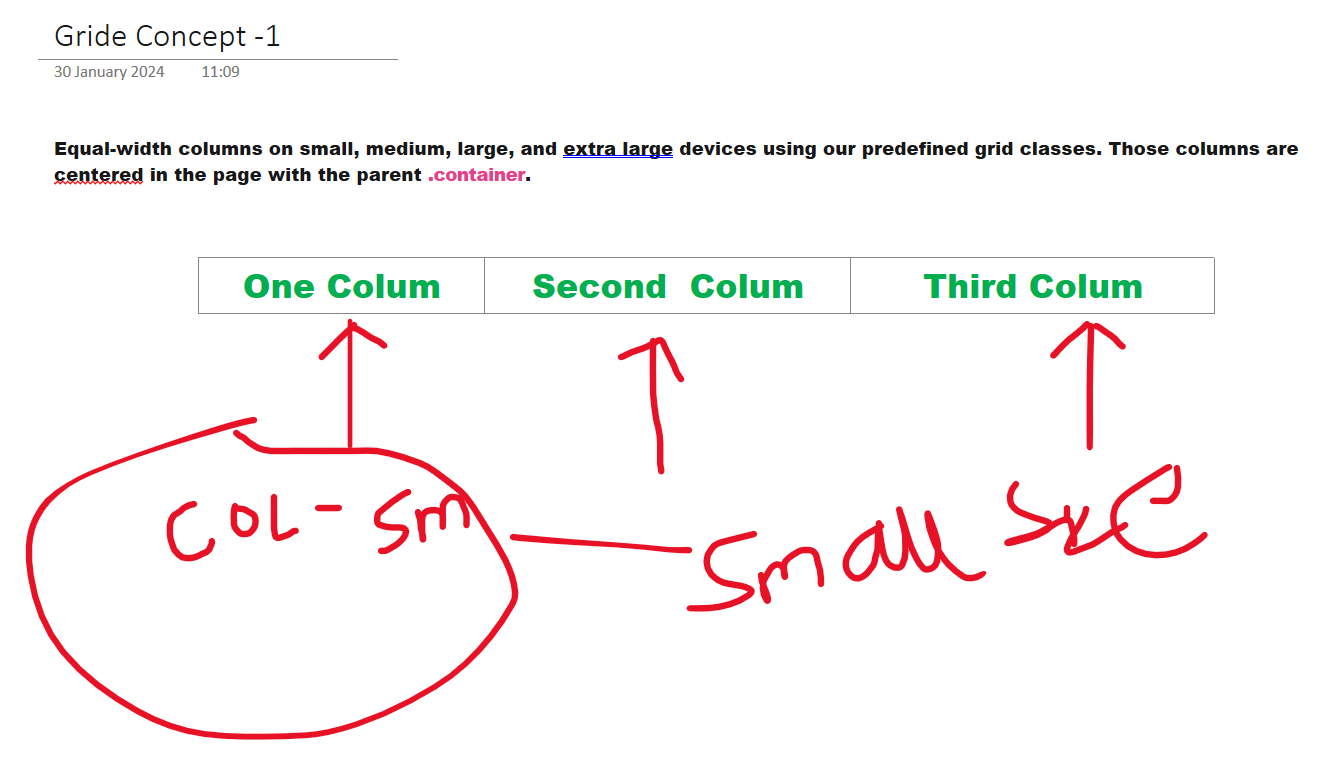 Gride Concept -1
30 January 2024 11:09
Equal-width columns on small, medium, large, and extra large devices using our predefined grid classes. Those columns are
centered in the page with the parent .container.
One Colum Second Colum Third Colum
COL-Sm
Small